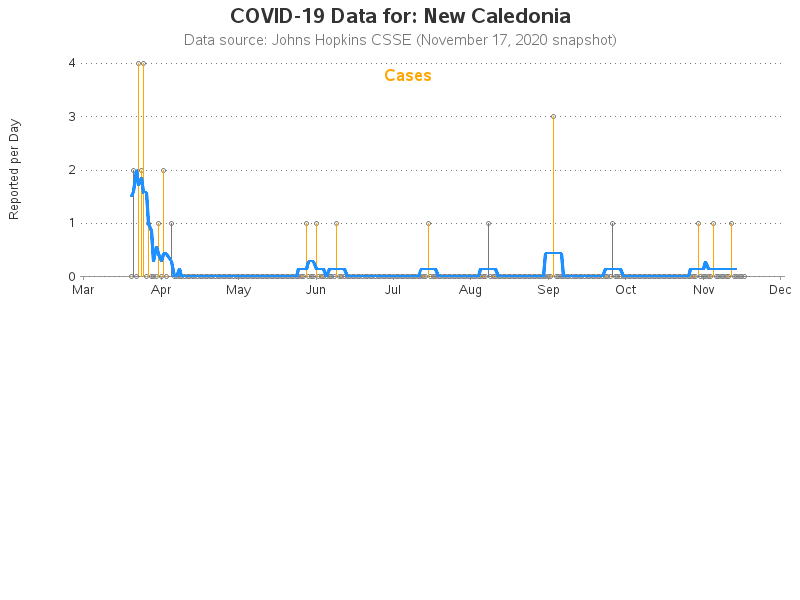 COVID-19 Data for: New Caledonia
Data source: Johns Hopkins CSSE (November 17, 2020 snapshot)
Cases
Reported per Day
4
3
2
1
0
Mar Apr May Jun Jul Aug Sep Oct Nov Dec